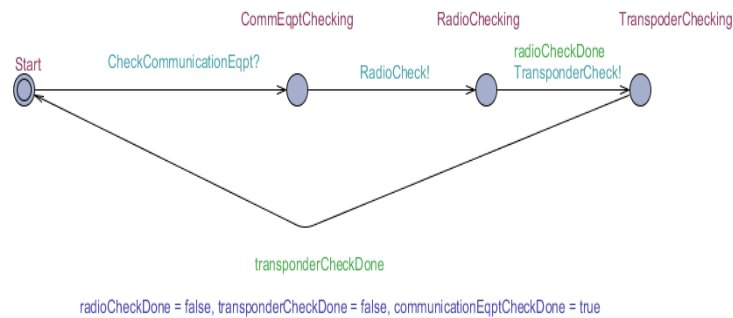 CommEqptChecking
RadioChecking
TranspoderChecking
Start
CheckCommunicationEqpt?
RadioCheck!
radioCheckDone
TransponderCheck!
transponderCheckDone
radioCheckDone = false, transponderCheckDone = false, communicationEqptCheckDone = true